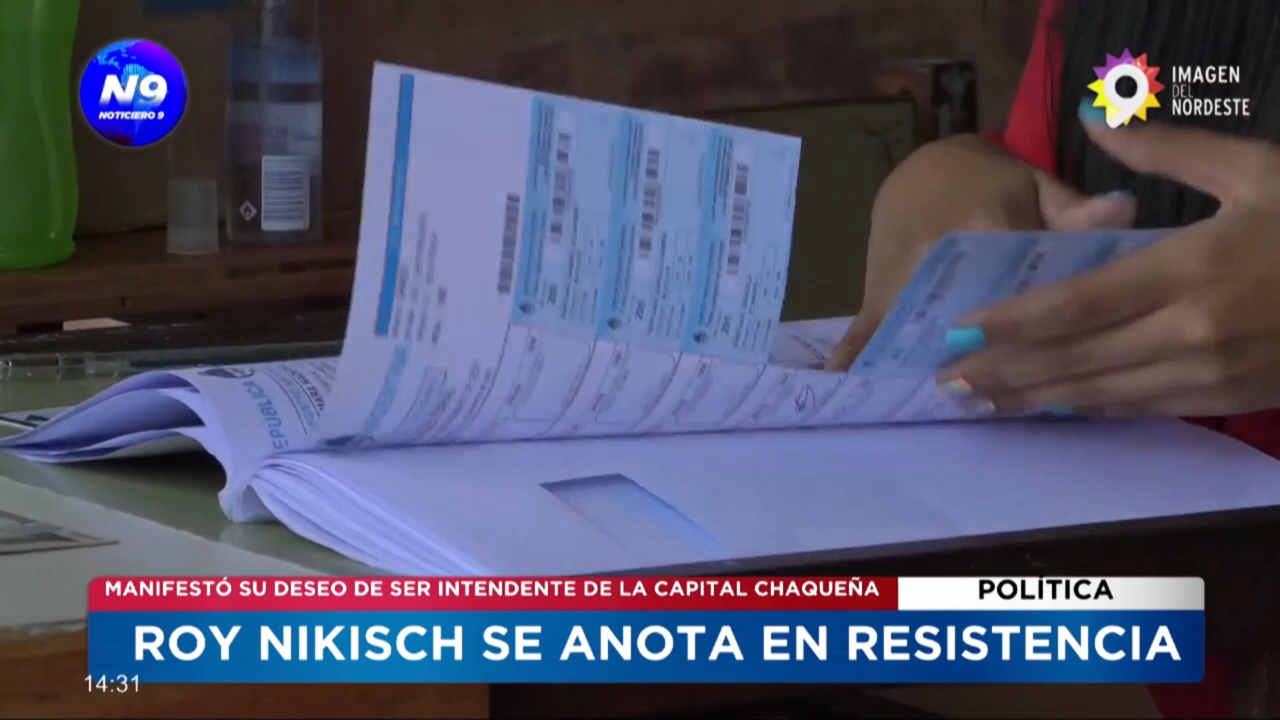 N9
NOTICIERO 9
IMAGEN
DEL
NORDESTE
EPÚBLICA
MANIFESTÓ SU DESEO DE SER INTENDENTE DE LA CAPITAL CHAQUEÑA
POLÍTICA
ROY NIKISCH SE ANOTA EN RESISTENCIA
14:31